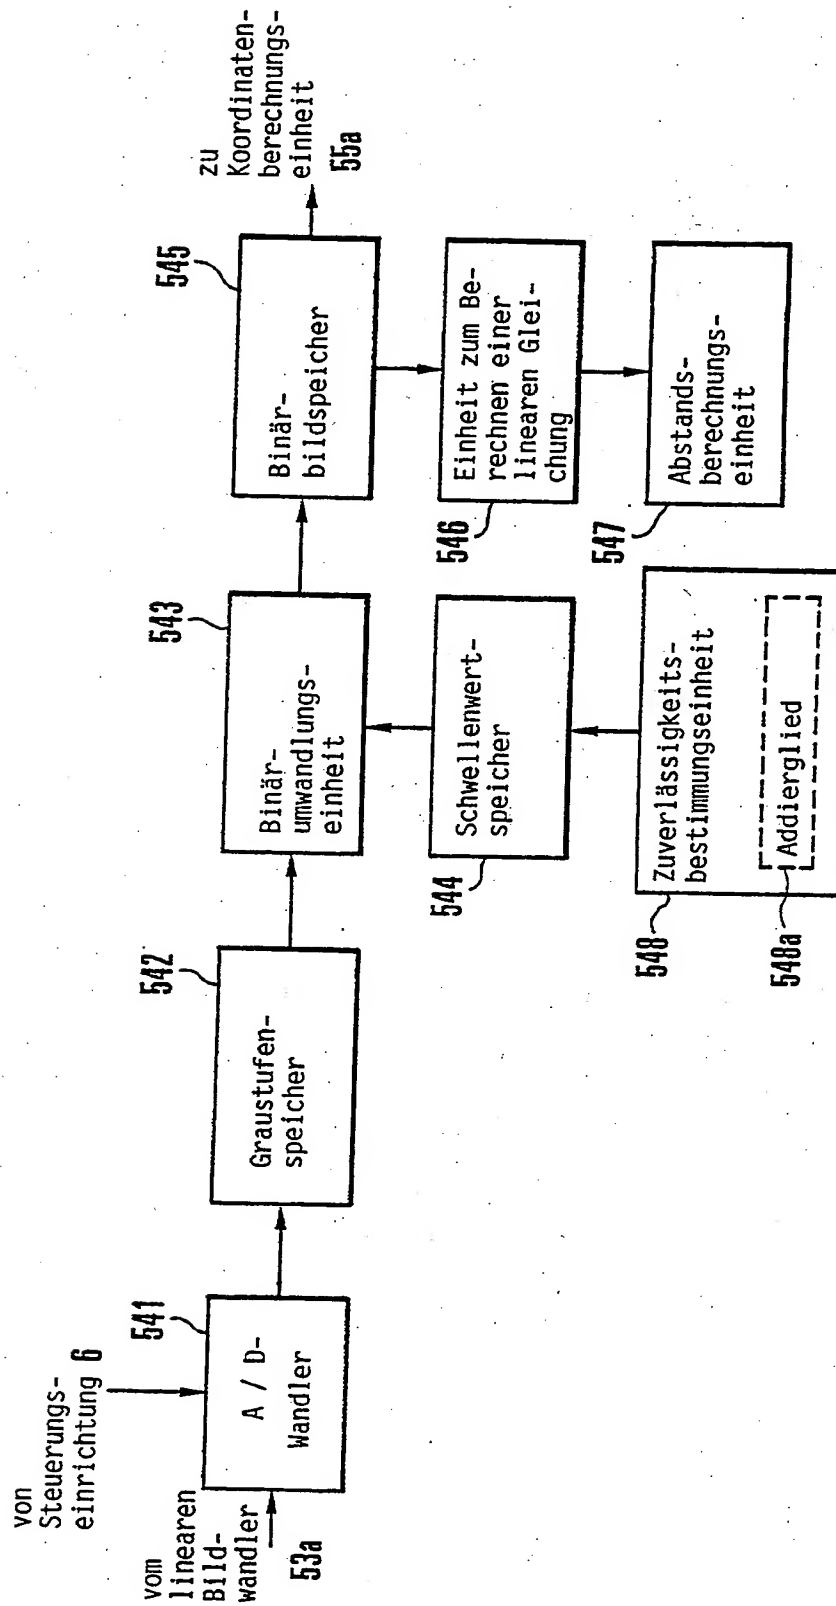 von
Steuerungs-
einrichtung 6
vom
linearen
Bild-
wandler
53a
541
A / D-
Wandler
542
Graustufen-
speicher
543
Binär-
umwandlungs-
einheit
545
Binär-
bildspeicher
zu
Koordinaten-
berechnungs-
einheit
55a
544
Schwellenwert-
speicher
546
Einheit zum Be-
rechnen einer
linearen Glei-
chung
548
Zuverlässigkeits-
bestimmungseinheit
548a
Addierglied
547
Abstands-
berechnungs-
einheit